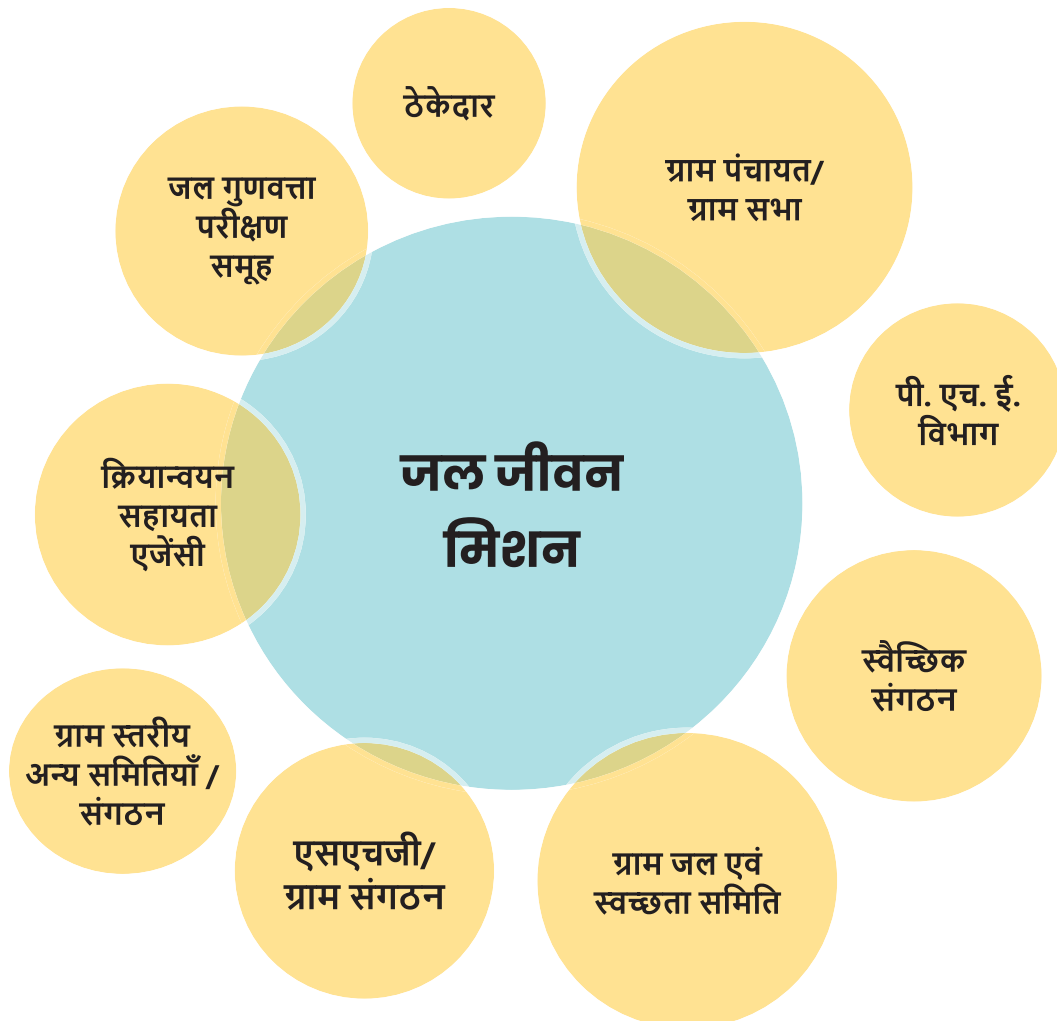 ठेकेदार
ग्राम पंचायत/
ग्राम सभा
जल गुणवत्ता
परीक्षण
समूह
पी. एच. ई.
विभाग
जल जीवन
मिशन
क्रियान्वयन
सहायता
एजेंसी
स्वैच्छिक
संगठन
ग्राम स्तरीय
अन्य समितियाँ /
संगठन
एसएचजी/
ग्राम संगठन
ग्राम जल एवं
स्वच्छता समिति